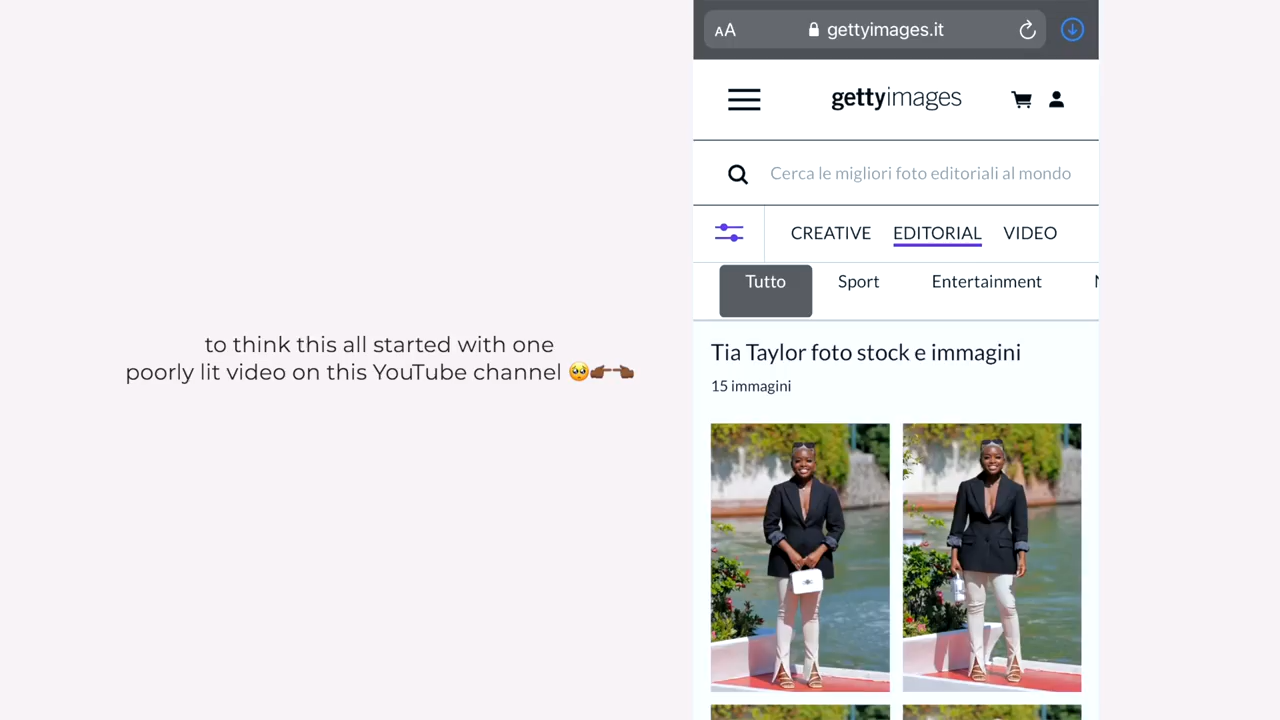 to think this all started with one
poorly lit video on this YouTube channel 🥺👉🏾👈🏾
AA gettyimages.it
gettyimages
Cerca le migliori foto editoriali al mondo
CREATIVE EDITORIAL VIDEO
Tutto Sport Entertainment
Tia Taylor foto stock e immagini
15 immagini